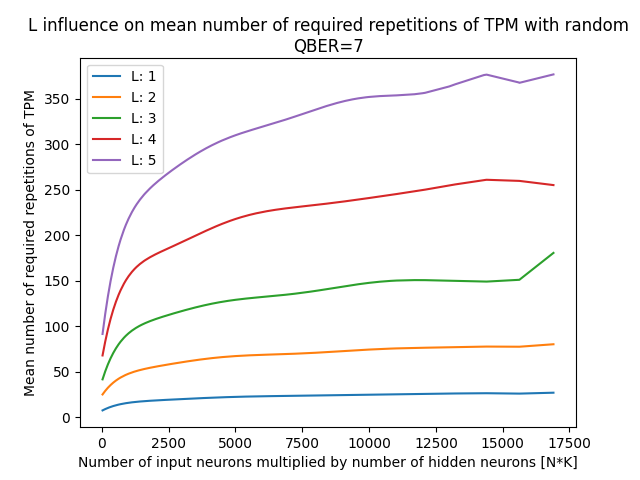 L influence on mean number of required repetitions of TPM with random
QBER=7
L: 1
L: 2
L: 3
L: 4
L: 5
Mean number of required repetitions of TPM
350
300
250
200
150
100
50
0
0 2500 5000 7500 10000 12500 15000 17500
Number of input neurons multiplied by number of hidden neurons [N*K]